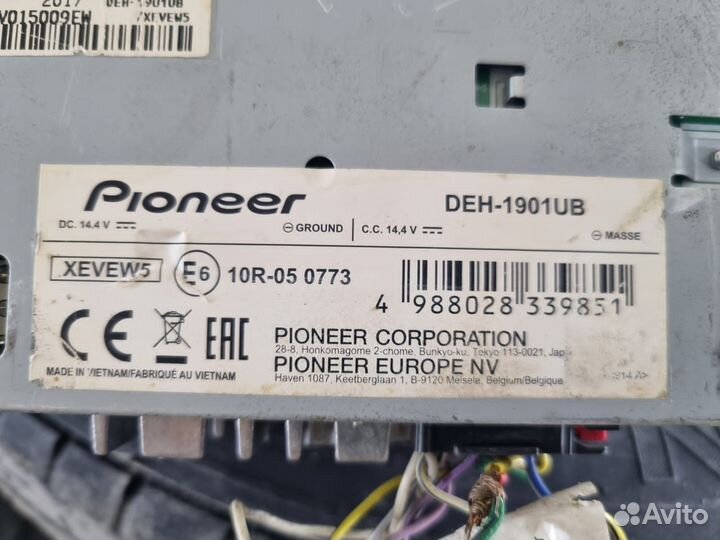 2017
DEH-1901UB
V015009EW
/XEVEW5
Pioneer
DEH-1901UB
DC. 14.4 V
GROUND
C.C. 14,4 V
MASSE
XEVEW5
E6
10R-05 0773
4 988028 339851
CE
EAC
PIONEER CORPORATION
28-8, Honkomagome 2-chome, Bunkyo-ku, Tokyo 113-0021, Japan
PIONEER EUROPE NV
MADE IN VIETNAM/FABRIQUÉ AU VIETNAM
Haven 1087, Keetberglaan 1, B-9120 Melsele, Belgium/Belgique
Avito